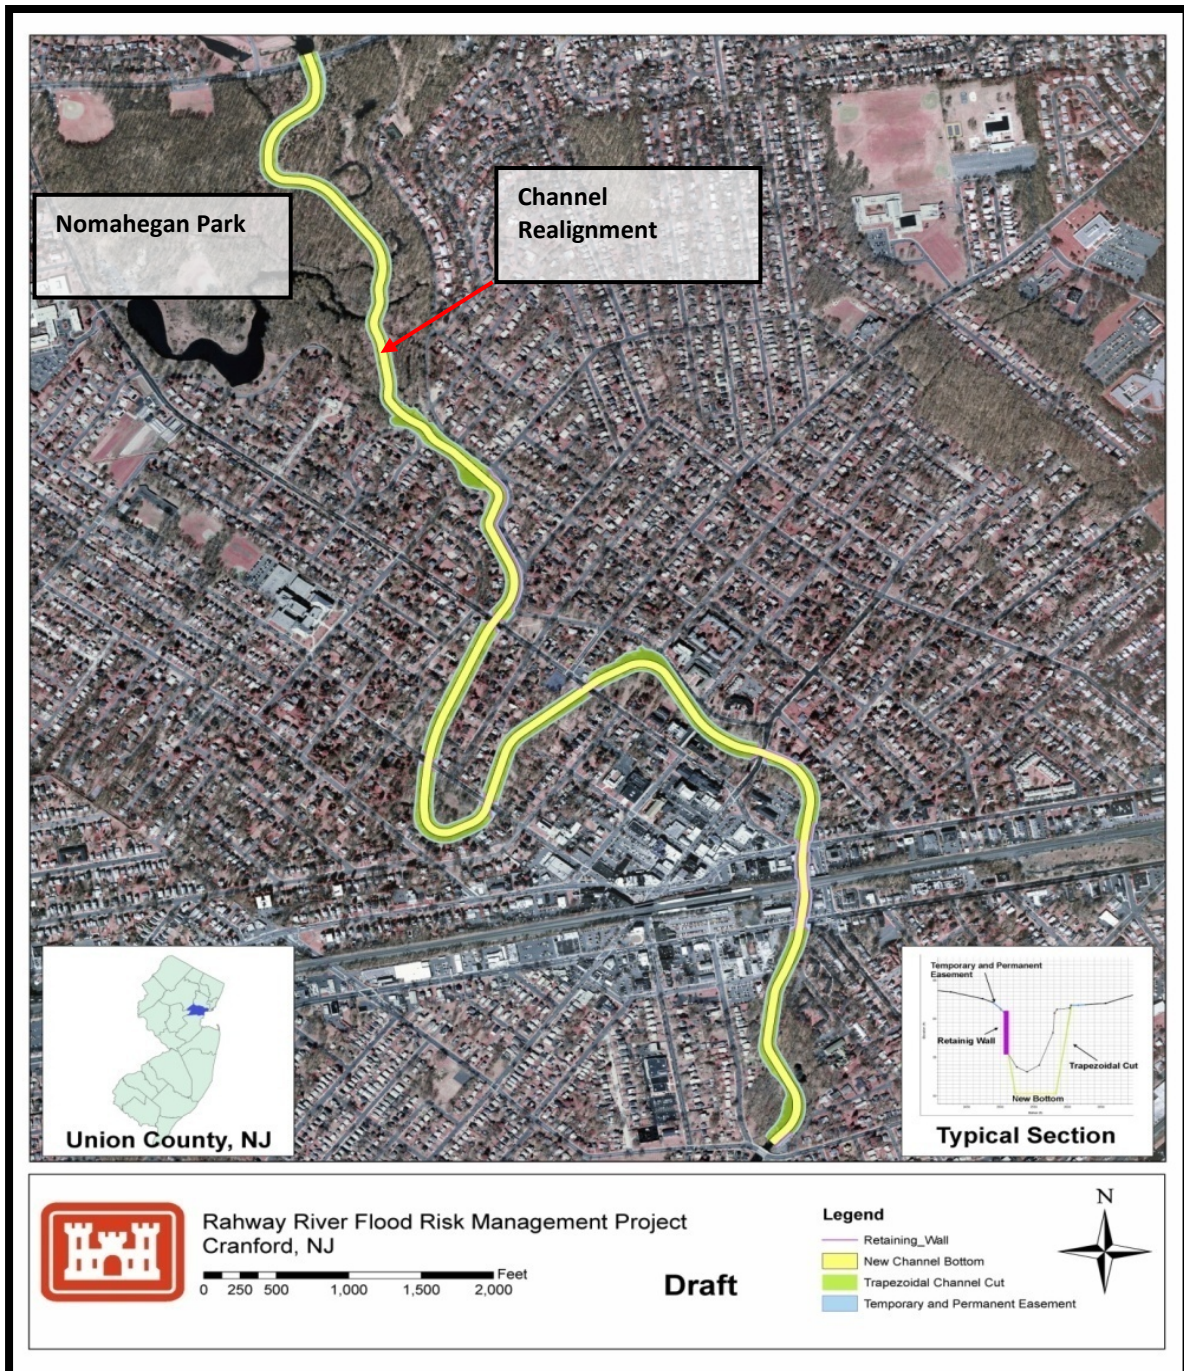 Nomahegan Park
Channel
Realignment
Union County, NJ
Temporary and Permanent
Easement
Retainig Wall
Trapezoidal Cut
New Bottom
Typical Section
Rahway River Flood Risk Management Project
Cranford, NJ
Feet
0 250 500 1,000 1,500 2,000
Draft
Legend
Retaining_Wall
New Channel Bottom
Trapezoidal Channel Cut
Temporary and Permanent Easement
N